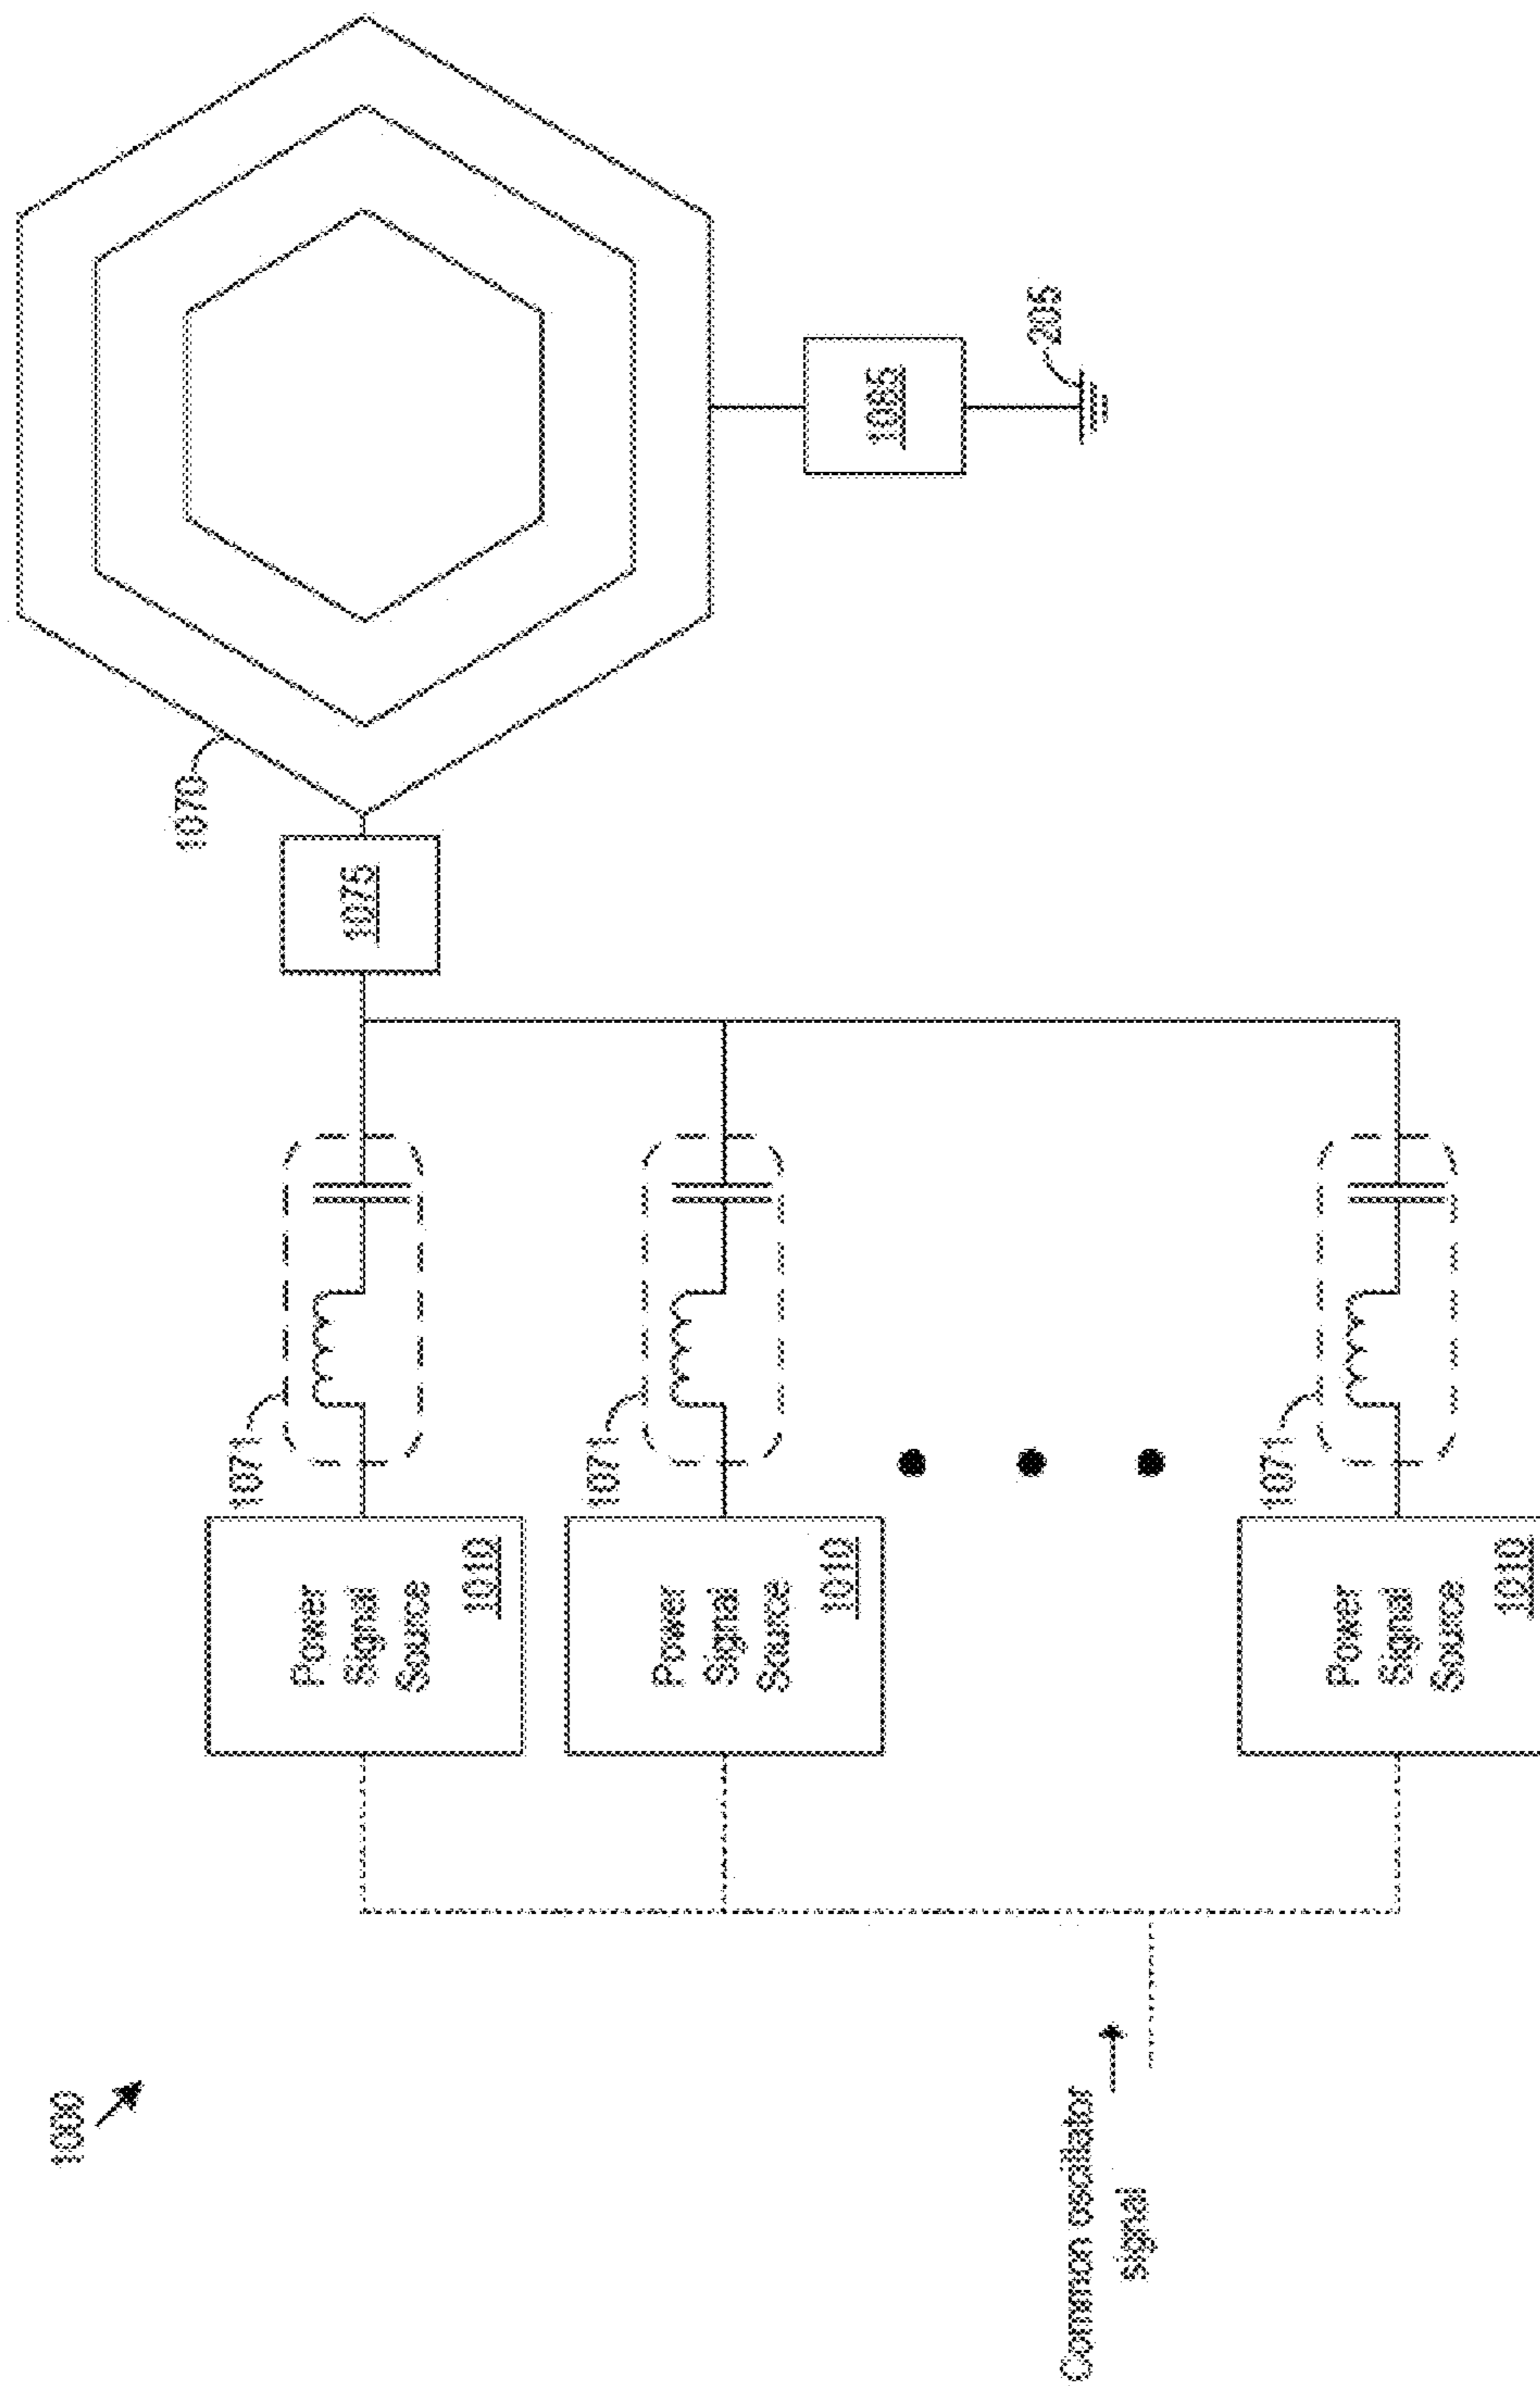 1000
1070
1071
Power
Signal
Source
1010
1075
1071
Power
Signal
Source
1010
1085
205
Common oscillator
signal
1071
Power
Signal
Source
1010